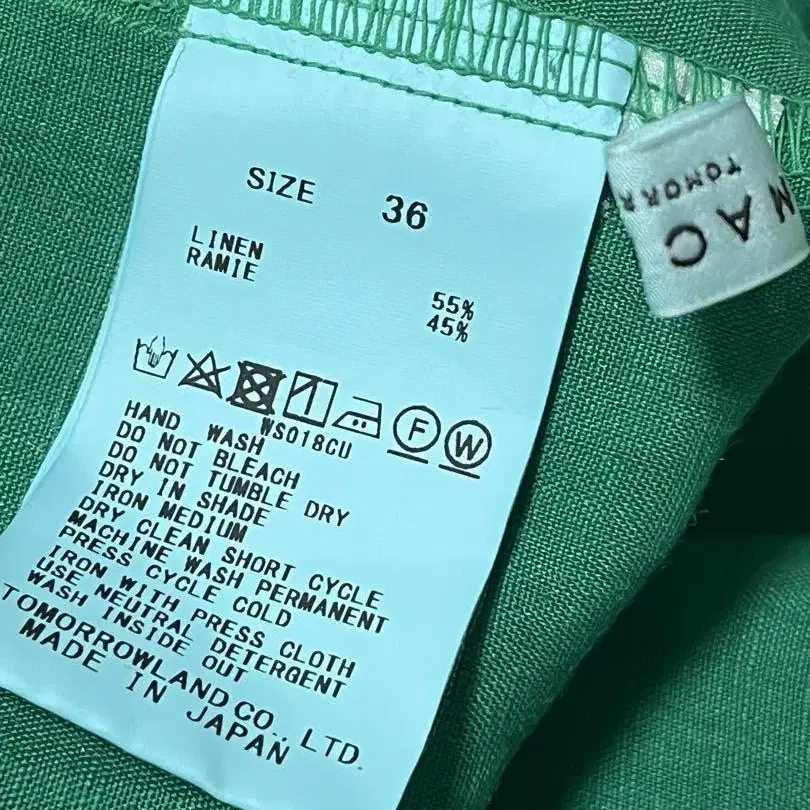 SIZE 36
LINEN 55%
RAMIE 45%
F W
WS018CU
HAND WASH
DO NOT BLEACH
DO NOT TUMBLE DRY
DRY IN SHADE
IRON MEDIUM
DRY CLEAN SHORT CYCLE
MACHINE WASH PERMANENT
PRESS CYCLE COLD
IRON WITH PRESS CLOTH
USE NEUTRAL DETERGENT
WASH INSIDE OUT
TOMORROWLAND CO., LTD.
MADE IN JAPAN
MAC
TOMORR